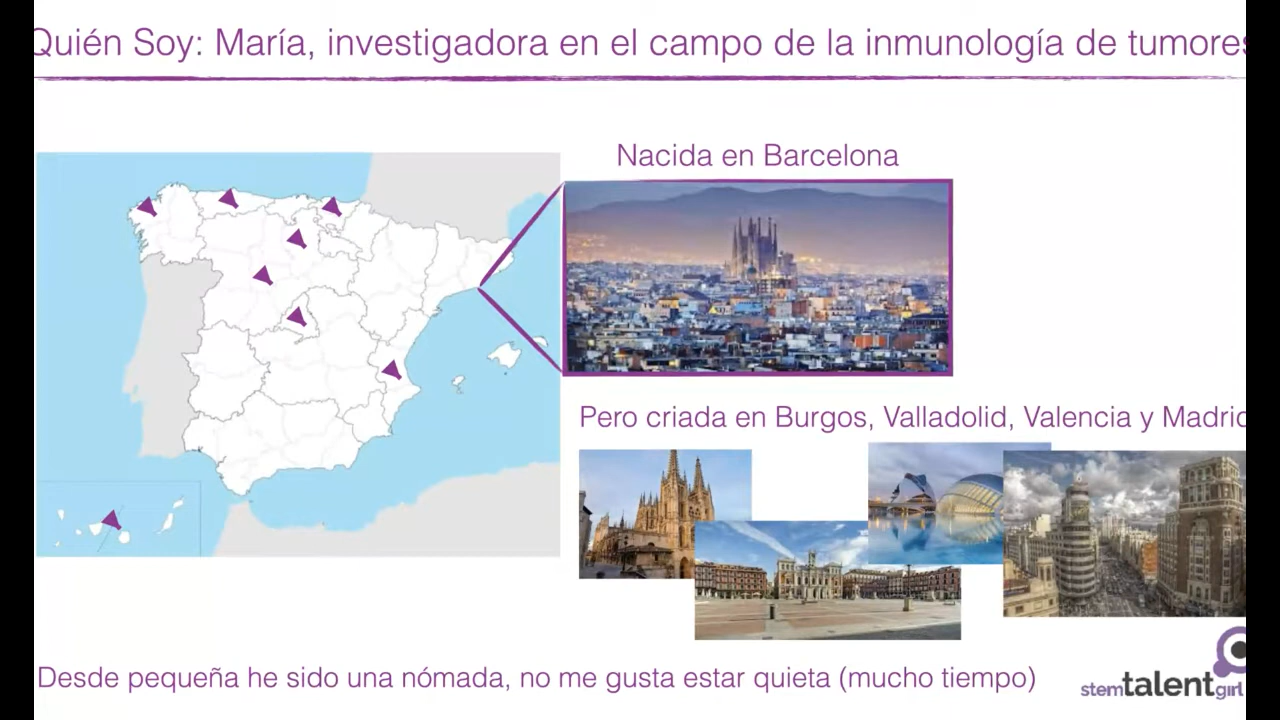 Quién Soy: María, investigadora en el campo de la inmunología de tumores
Nacida en Barcelona
Pero criada en Burgos, Valladolid, Valencia y Madrid
Desde pequeña he sido una nómada, no me gusta estar quieta (mucho tiempo)
stemtalentgirl